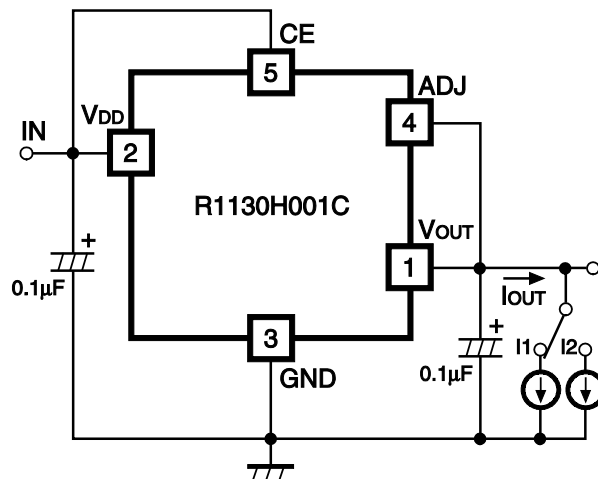 CE
5
ADJ
4
VDD
IN
2
R1130H001C
VOUT
1
+
0.1μF
IOUT
3
GND
+
0.1μF
I1
I2